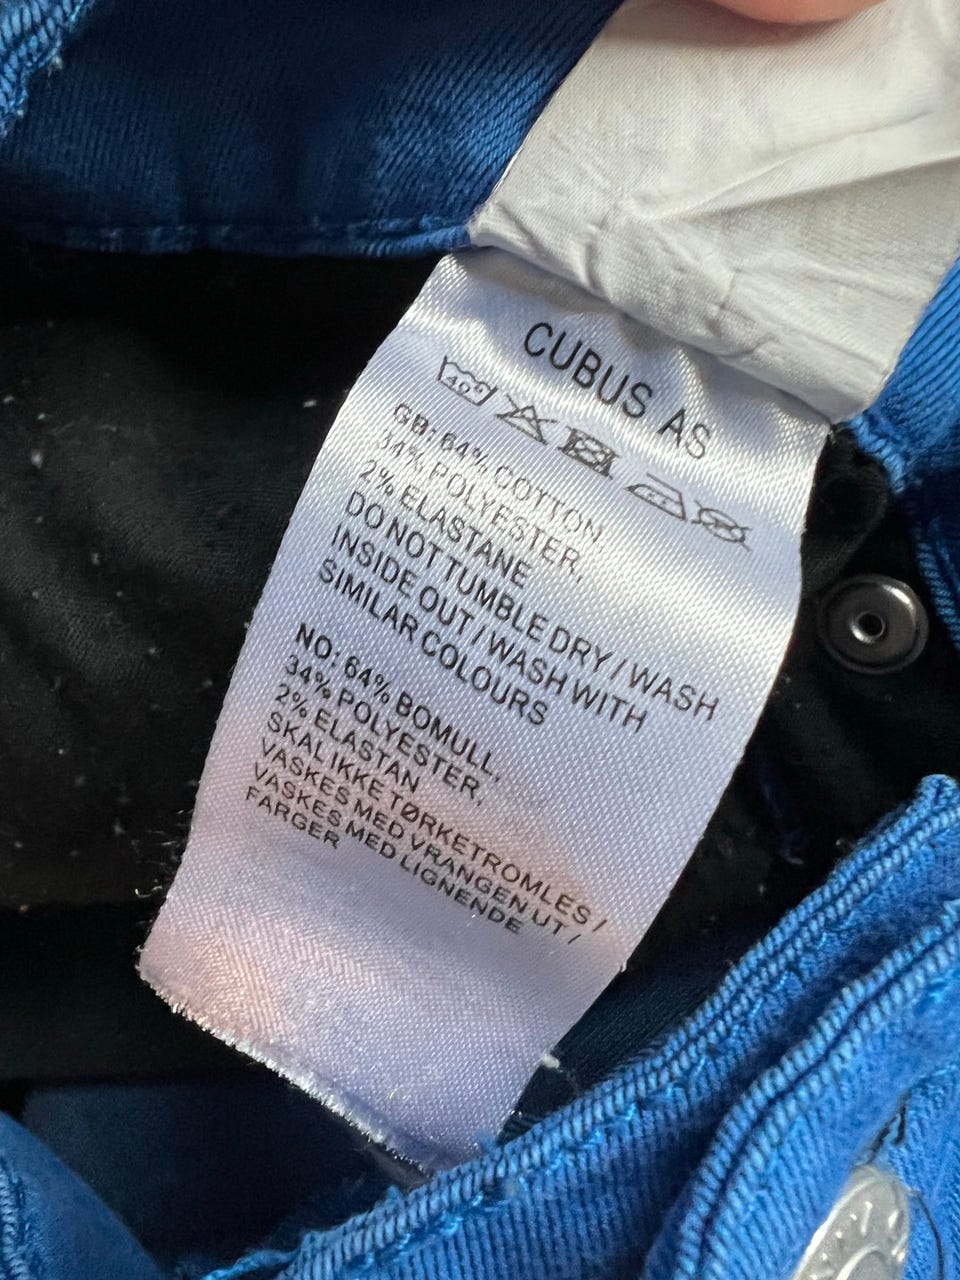 CUBUS AS
40°
GB: 64% COTTON,
34% POLYESTER,
2% ELASTANE
DO NOT TUMBLE DRY / WASH
INSIDE OUT / WASH WITH
SIMILAR COLOURS
NO: 64% BOMULL,
34% POLYESTER,
2% ELASTAN
SKAL IKKE TØRKETROMLES /
VASKES MED VRANGEN UT /
VASKES MED LIGNENDE
FARGER